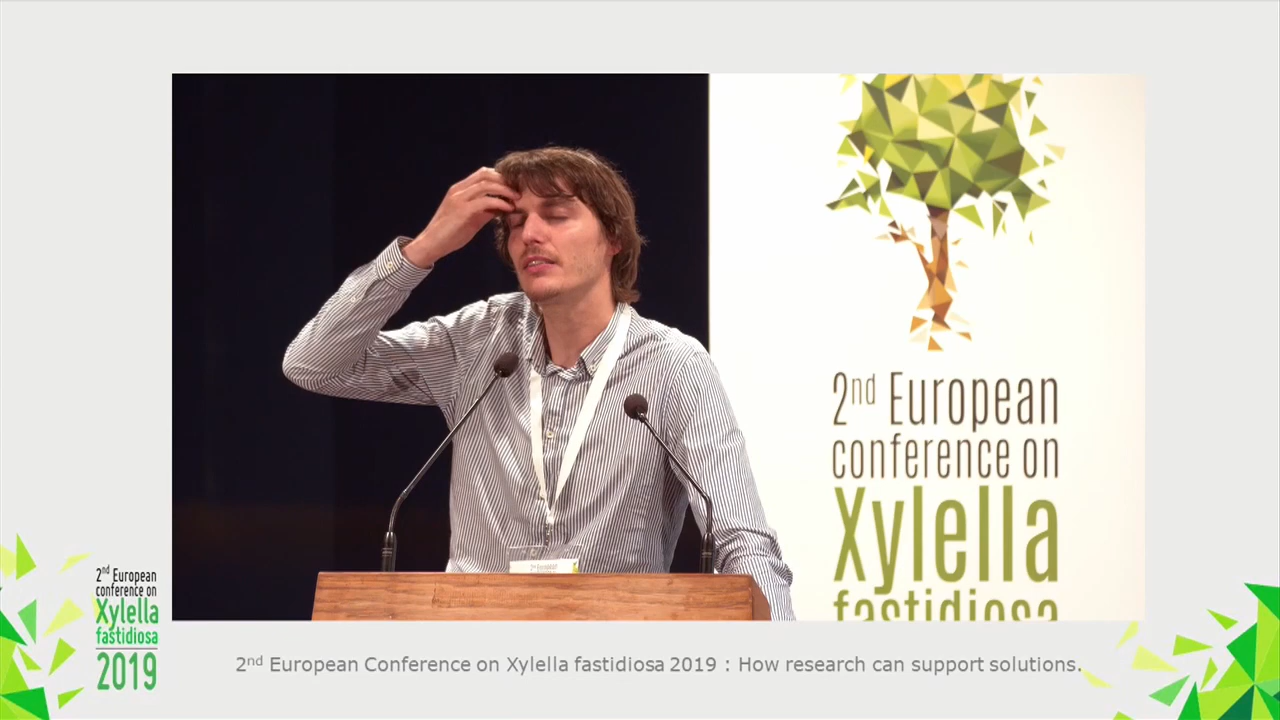 2nd European
conference on
Xylella
fastidiosa
2nd European
conference on
Xylella
fastidiosa
2019
2nd European Conference on Xylella fastidiosa 2019 : How research can support solutions.